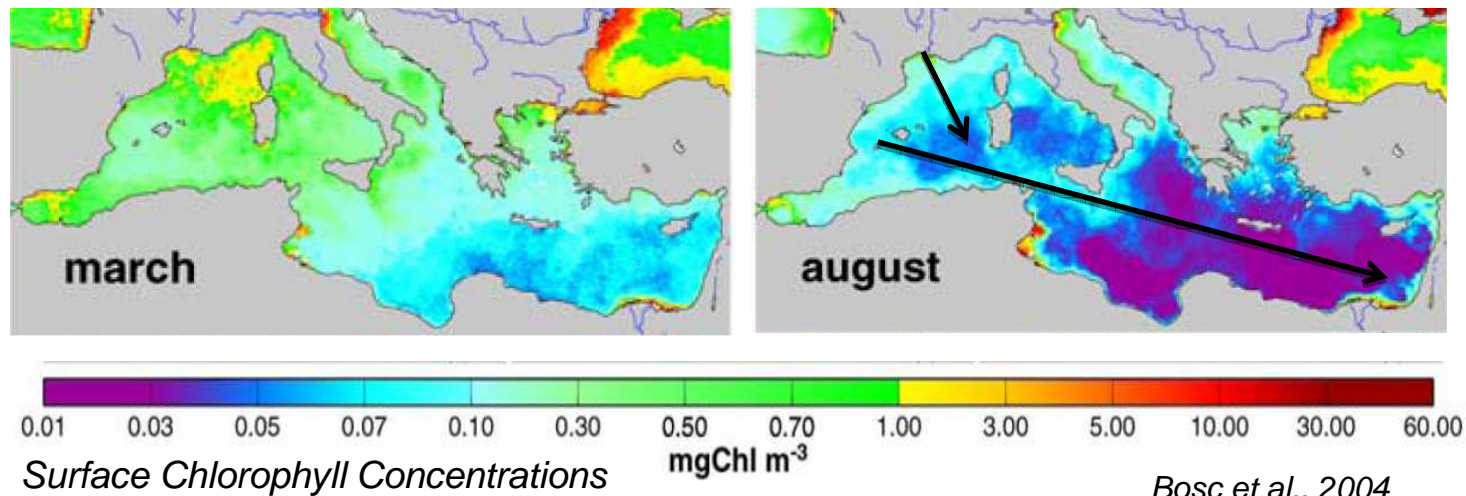 march
august
0.01 0.03 0.05 0.07 0.10 0.30 0.50 0.70 1.00 3.00 5.00 10.00 30.00 60.00
mgChl m⁻³
Surface Chlorophyll Concentrations
Bosc et al., 2004